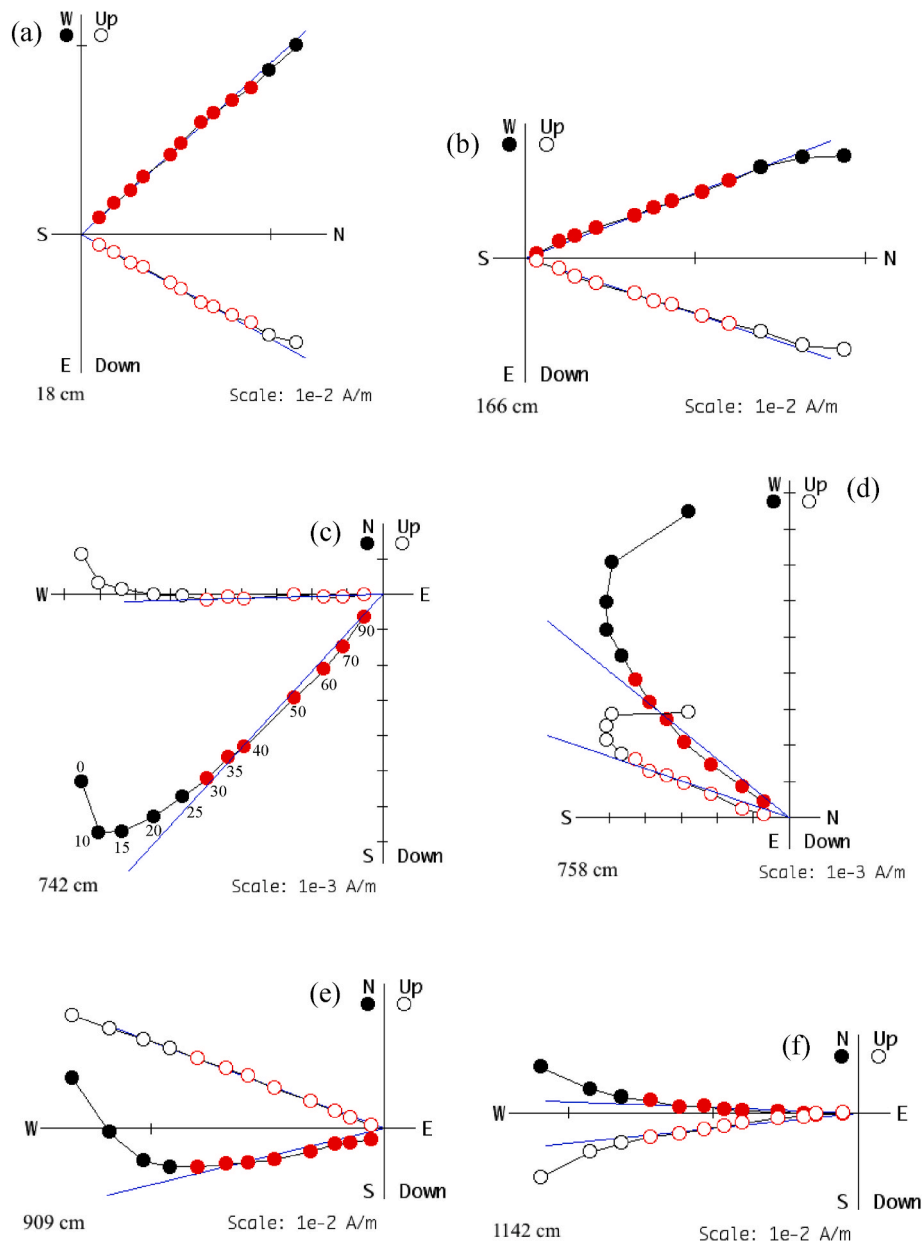 (a)
W Up
S N
E Down
18 cm Scale: 1e-2 A/m
(b)
W Up
S N
E Down
166 cm Scale: 1e-2 A/m
(c)
N Up
W E
90
70
60
50
40
35
30
25
20
15
10
0
S Down
742 cm Scale: 1e-3 A/m
(d)
W Up
S N
E Down
758 cm Scale: 1e-3 A/m
(e)
N Up
W E
S Down
909 cm Scale: 1e-2 A/m
(f)
N Up
W E
S Down
1142 cm Scale: 1e-2 A/m